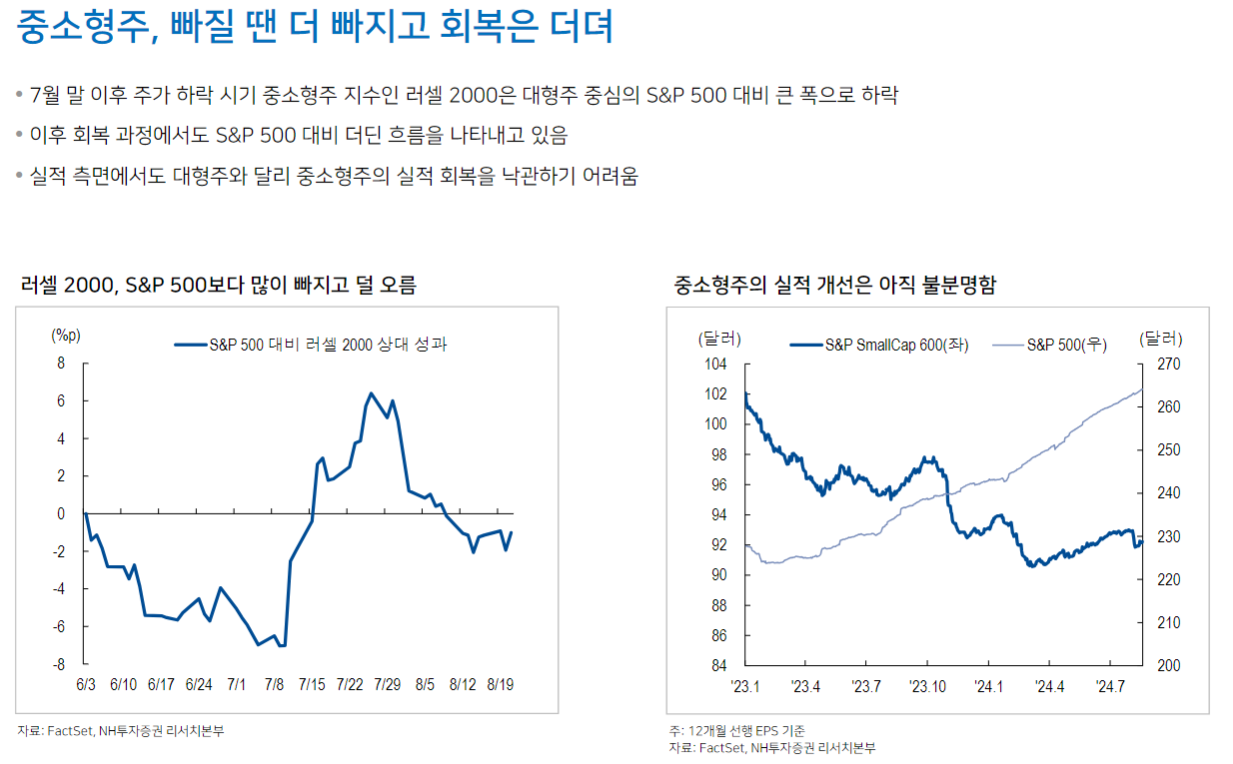 중소형주, 빠질 땐 더 빠지고 회복은 더뎌
• 7월 말 이후 주가 하락 시기 중소형주 지수인 러셀 2000은 대형주 중심의 S&P 500 대비 큰 폭으로 하락
• 이후 회복 과정에서도 S&P 500 대비 더딘 흐름을 나타내고 있음
• 실적 측면에서도 대형주와 달리 중소형주의 실적 회복을 낙관하기 어려움
러셀 2000, S&P 500보다 많이 빠지고 덜 오름
(%p)
S&P 500 대비 러셀 2000 상대 성과
8
6
4
2
0
-2
-4
-6
-8
6/3 6/10 6/17 6/24 7/1 7/8 7/15 7/22 7/29 8/5 8/12 8/19
자료: FactSet, NH투자증권 리서치본부
중소형주의 실적 개선은 아직 불분명함
(달러) S&P SmallCap 600(좌) S&P 500(우) (달러)
104 270
102
100 260
98 250
96
94 240
92 230
90 220
88
86 210
84 200
'23.1 '23.4 '23.7 '23.10 '24.1 '24.4 '24.7
주: 12개월 선행 EPS 기준
자료: FactSet, NH투자증권 리서치본부